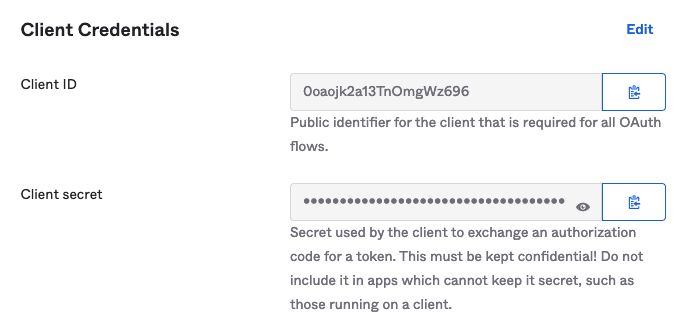 Client Credentials
Edit
Client ID
0oaojk2a13TnOmgWz696
Public identifier for the client that is required for all OAuth
flows.
Client secret
••••••••••••••••••••••••••••••••••••••••
Secret used by the client to exchange an authorization
code for a token. This must be kept confidential! Do not
include it in apps which cannot keep it secret, such as
those running on a client.